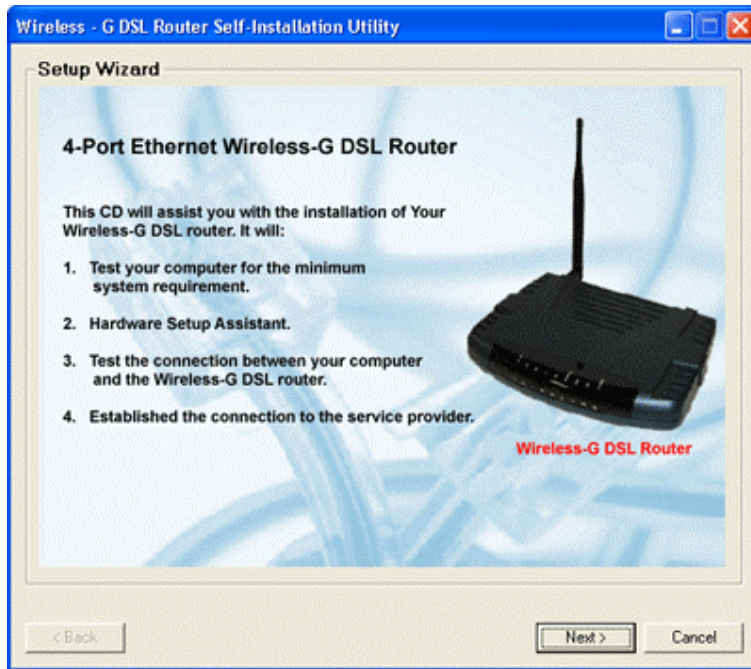 Wireless - G DSL Router Self-Installation Utility
Setup Wizard
4-Port Ethernet Wireless-G DSL Router
This CD will assist you with the installation of Your
Wireless-G DSL router. It will:
1. Test your computer for the minimum
system requirement.
2. Hardware Setup Assistant.
3. Test the connection between your computer
and the Wireless-G DSL router.
4. Established the connection to the service provider.
Wireless-G DSL Router
< Back
Next >
Cancel